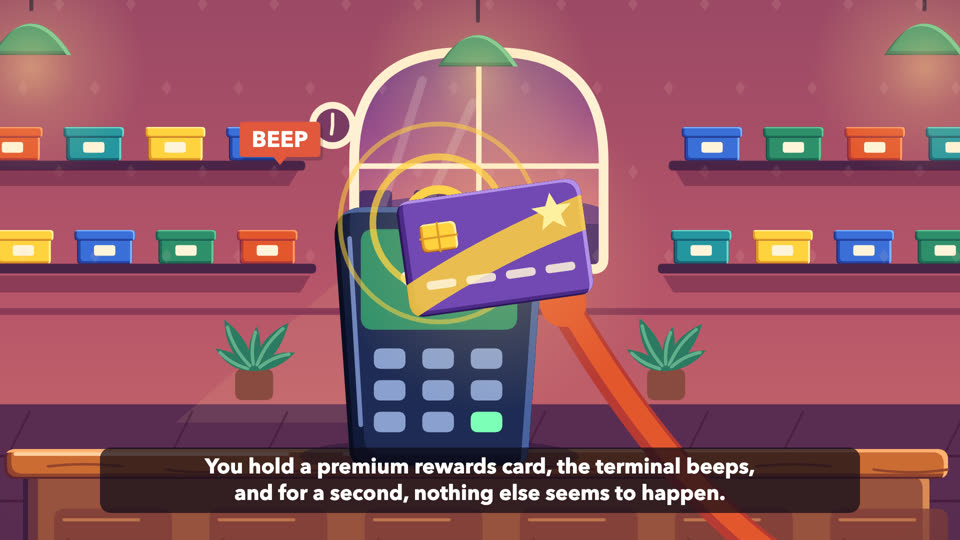 BEEP
You hold a premium rewards card, the terminal beeps,
and for a second, nothing else seems to happen.